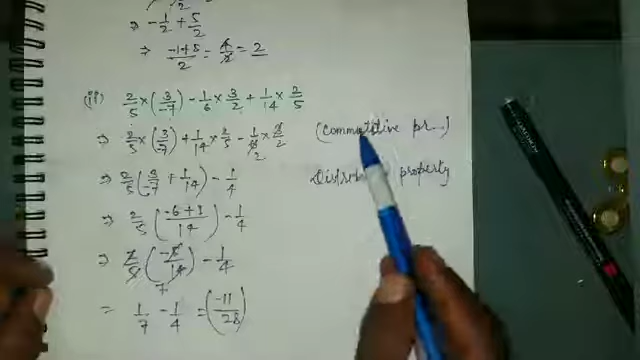 ⇒ -1/2 + 5/2
⇒ -1+5/2 = 4/2 = 2
(ii) 2/5 × (3/-7) - 1/6 × 3/2 + 1/14 × 2/5
⇒ 2/5 × (3/-7) + 1/14 × 2/5 - 1/6 × 3/2 2 (commutitive pr...)
⇒ 2/5 (3/-7 + 1/14) - 1/4 property
⇒ 2/5 (-6+1/14) - 1/4
⇒ 2/5 (-5/14) - 1/4
7
= 1/7 - 1/4 = (-11/28)